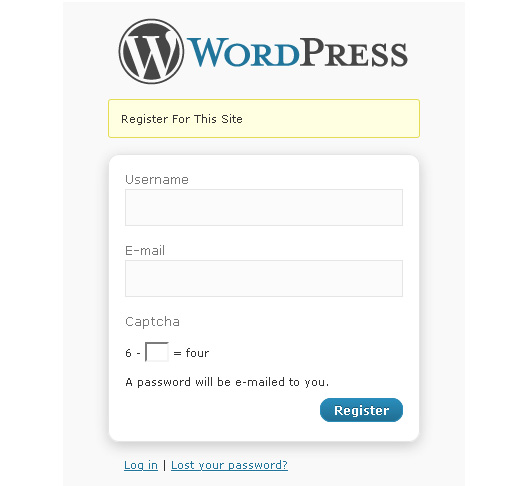 WORDPRESS
Register For This Site
Username
E-mail
Captcha
6 - = four
A password will be e-mailed to you.
Register
Log in | Lost your password?